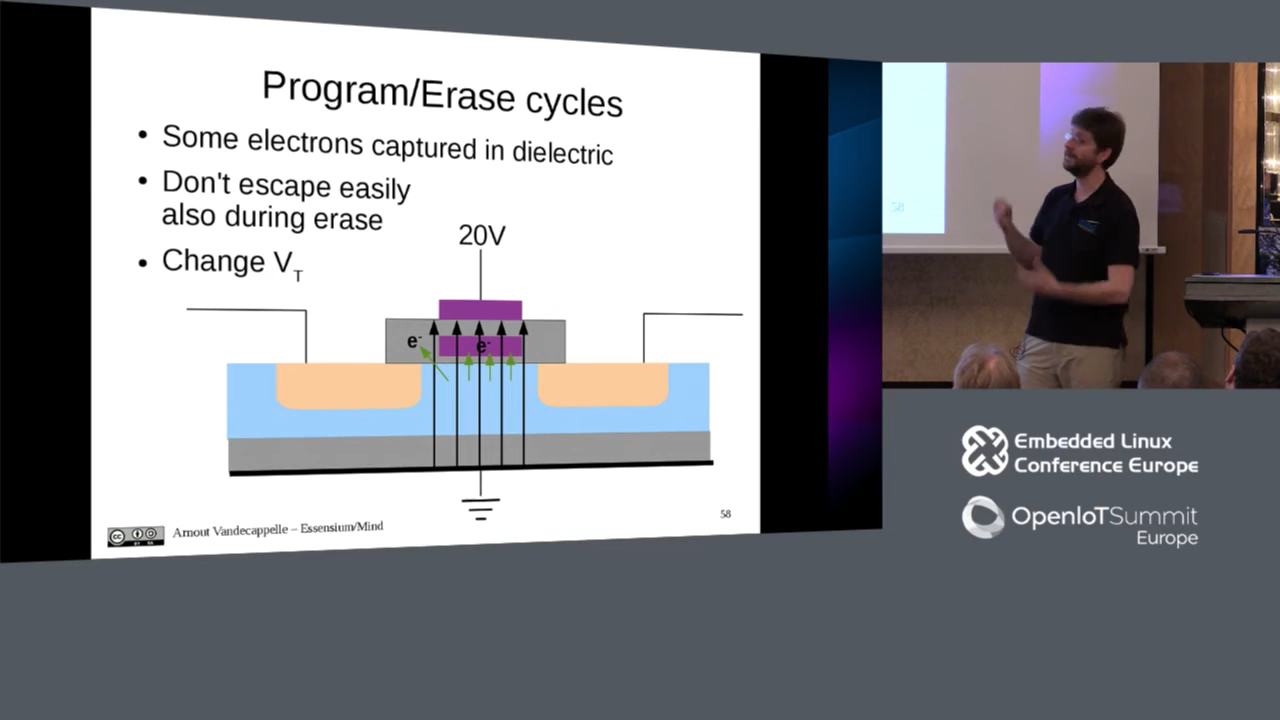 Program/Erase cycles
• Some electrons captured in dielectric
• Don't escape easily
also during erase
• Change VT
20V
e-
e-
58
Arnout Vandecappelle – Essensium/Mind
58
Embedded Linux
Conference Europe
OpenIoTSummit
Europe